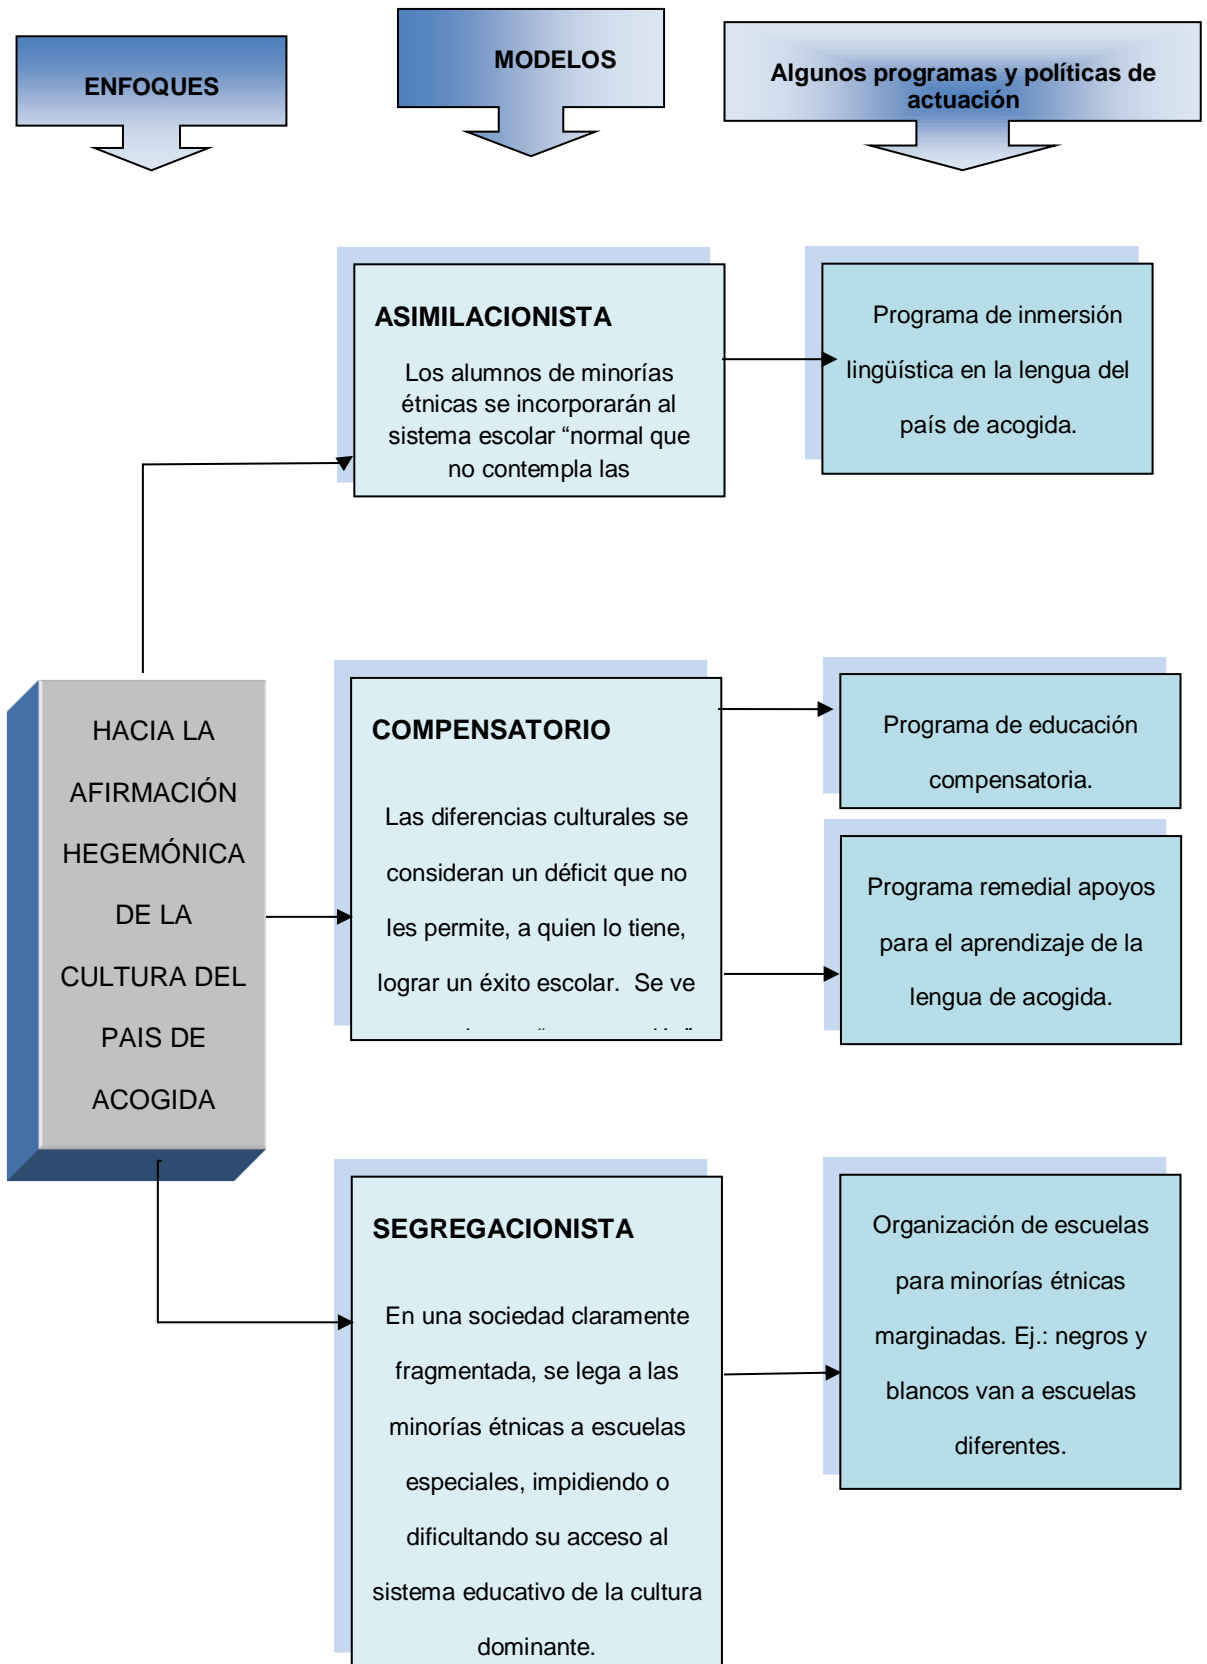 ENFOQUES
MODELOS
Algunos programas y políticas de
actuación
ASIMILACIONISTA
Los alumnos de minorías
étnicas se incorporarán al
sistema escolar “normal que
no contempla las
Programa de inmersión
lingüística en la lengua del
país de acogida.
HACIA LA
AFIRMACIÓN
HEGEMÓNICA
DE LA
CULTURA DEL
PAIS DE
ACOGIDA
COMPENSATORIO
Las diferencias culturales se
consideran un déficit que no
les permite, a quien lo tiene,
lograr un éxito escolar.  Se ve
Programa de educación
compensatoria.
Programa remedial apoyos
para el aprendizaje de la
lengua de acogida.
SEGREGACIONISTA
En una sociedad claramente
fragmentada, se lega a las
minorías étnicas a escuelas
especiales, impidiendo o
dificultando su acceso al
sistema educativo de la cultura
dominante.
Organización de escuelas
para minorías étnicas
marginadas. Ej.: negros y
blancos van a escuelas
diferentes.